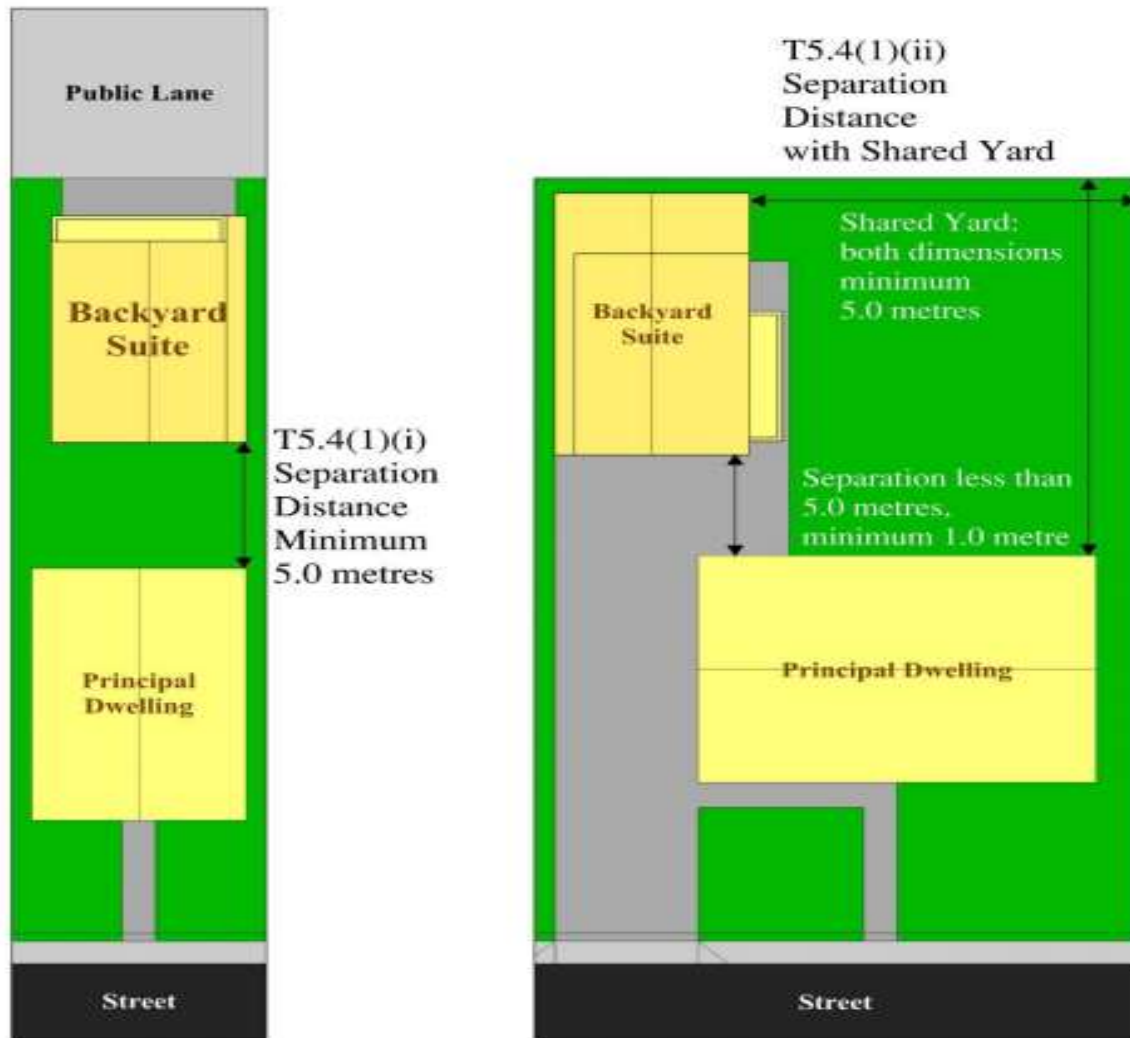 Public Lane
Backyard
Suite
T5.4(1)(i)
Separation
Distance
Minimum
5.0 metres
Principal
Dwelling
Street
T5.4(1)(ii)
Separation
Distance
with Shared Yard
Shared Yard:
both dimensions
minimum
5.0 metres
Backyard
Suite
Separation less than
5.0 metres,
minimum 1.0 metre
Principal Dwelling
Street